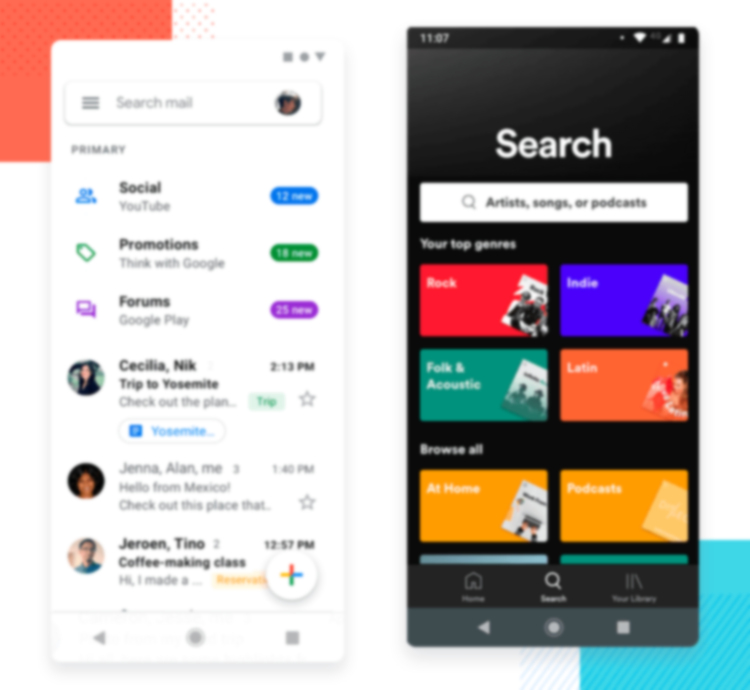 Search mail
PRIMARY
Social
YouTube
12 new
Promotions
Think with Google
18 new
Forums
Google Play
25 new
Cecilia, Nik
2:13 PM
Trip to Yosemite
Check out the plan...
Trip
Yosemite...
Jenna, Alan, me 3
1:40 PM
Hello from Mexico!
Check out this place that..
Jeroen, Tino 2
12:57 PM
Coffee-making class
Hi, I made a ...
11:07
Search
Artists, songs, or podcasts
Your top genres
Rock
Indie
Folk &
Acoustic
Latin
Browse all
At Home
Podcasts
Home
Search
Your Library